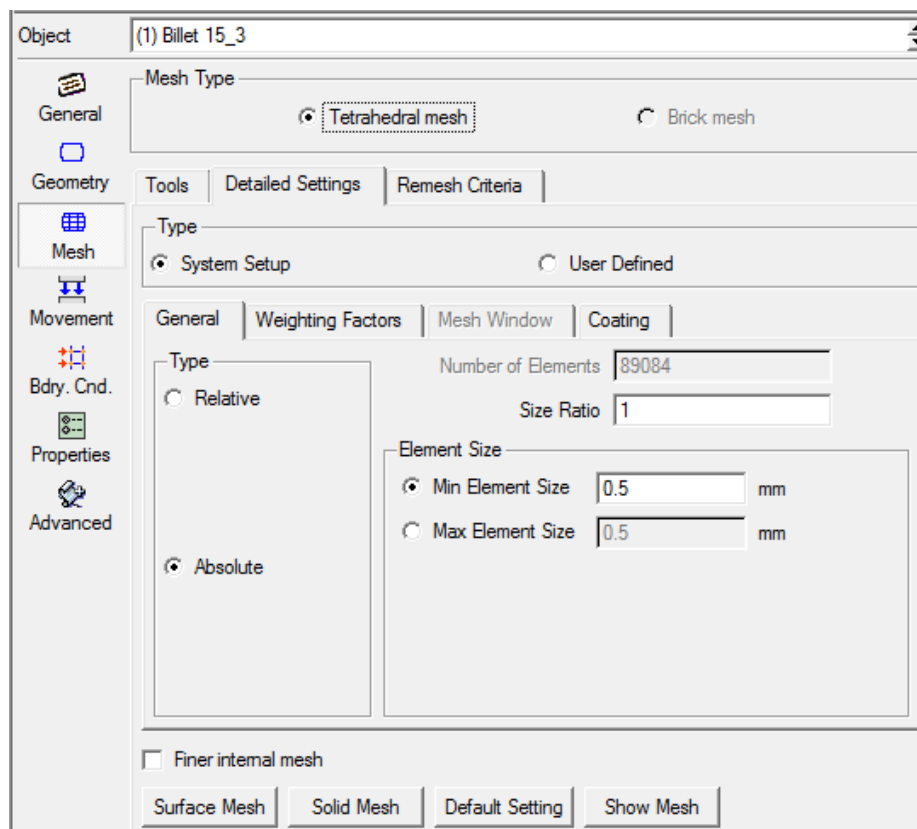 Object (1) Billet 15_3
Mesh Type
General
Tetrahedral mesh Brick mesh
Geometry
Tools Detailed Settings Remesh Criteria
Type
Mesh
System Setup User Defined
Movement
General Weighting Factors Mesh Window Coating
Type
Number of Elements 89084
Bdry. Cnd.
Relative
Size Ratio 1
Properties
Element Size
Min Element Size 0.5 mm
Advanced
Max Element Size 0.5 mm
Absolute
Finer internal mesh
Surface Mesh Solid Mesh Default Setting Show Mesh